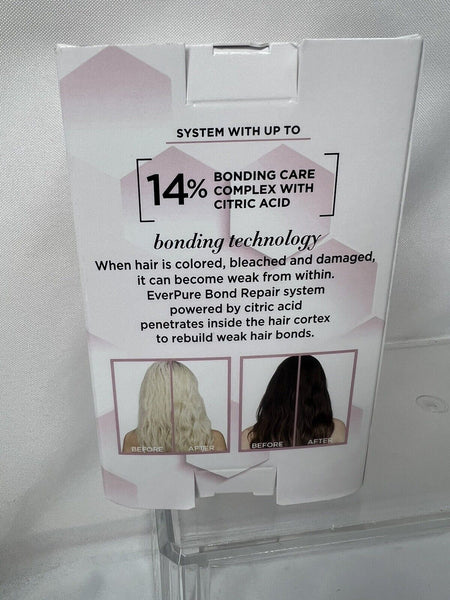 SYSTEM WITH UP TO
14% BONDING CARE
COMPLEX WITH
CITRIC ACID
bonding technology
When hair is colored, bleached and damaged,
it can become weak from within.
EverPure Bond Repair system
powered by citric acid
penetrates inside the hair cortex
to rebuild weak hair bonds.
BEFORE AFTER BEFORE AFTER